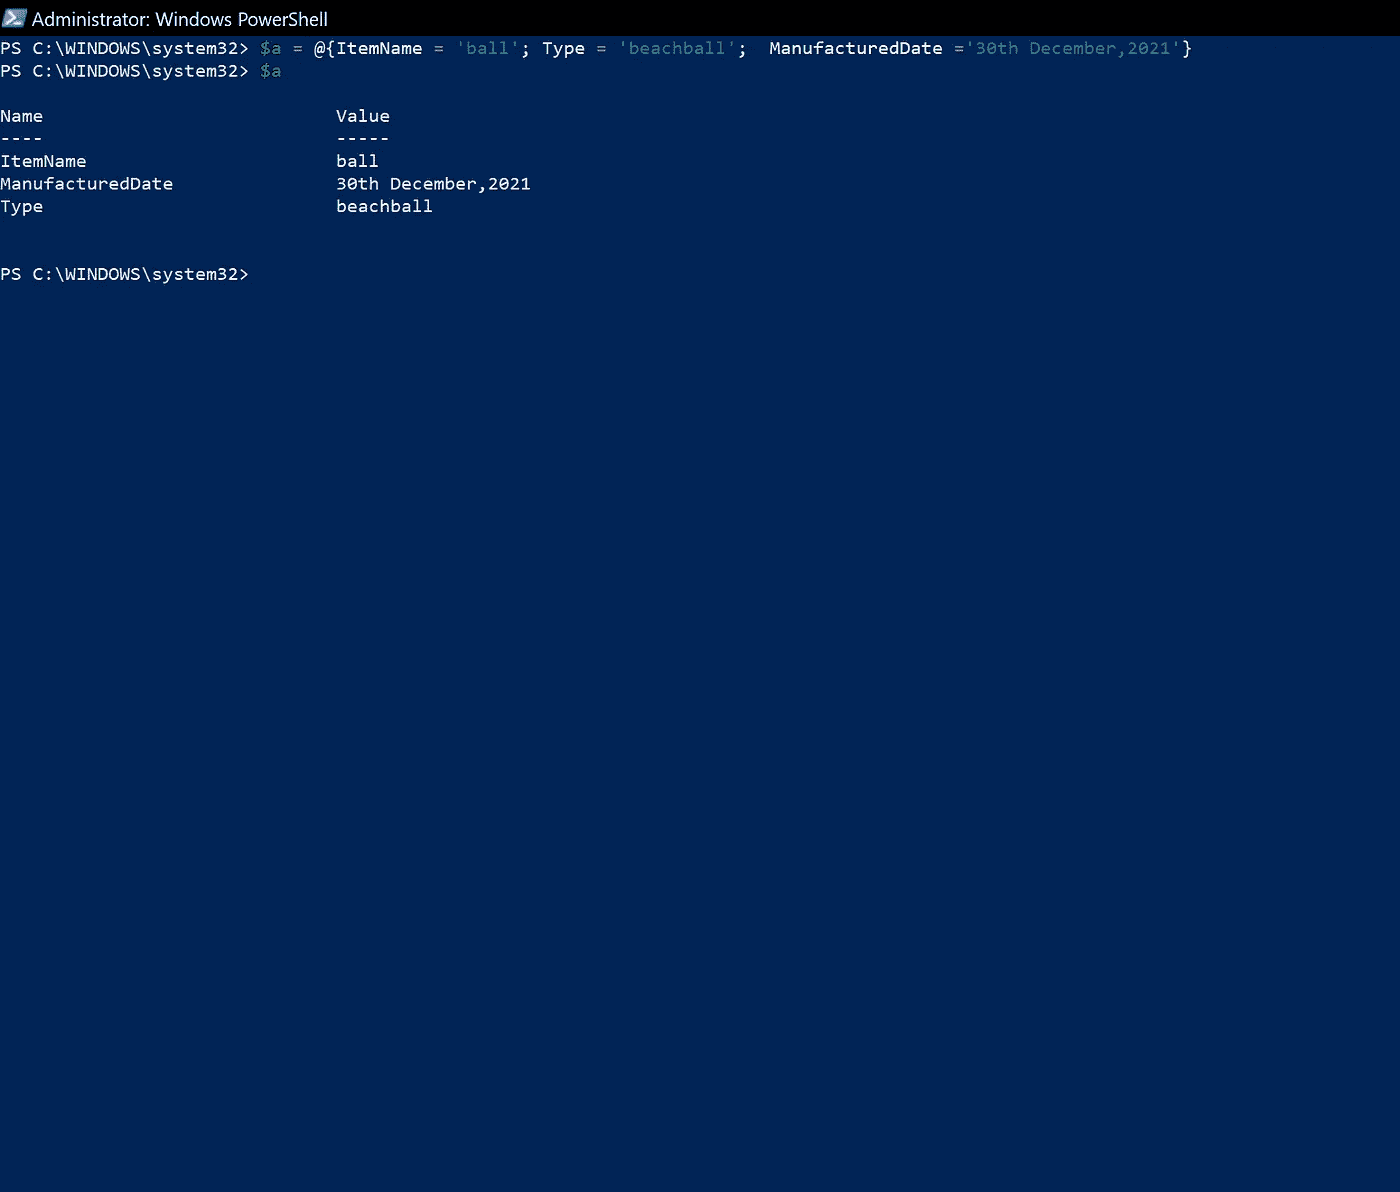 Administrator: Windows PowerShell
PS C:\WINDOWS\system32> $a = @{ItemName = 'ball'; Type = 'beachball';  ManufacturedDate ='30th December,2021'}
PS C:\WINDOWS\system32> $a
Name Value
---- -----
ItemName ball
ManufacturedDate 30th December,2021
Type beachball
PS C:\WINDOWS\system32>